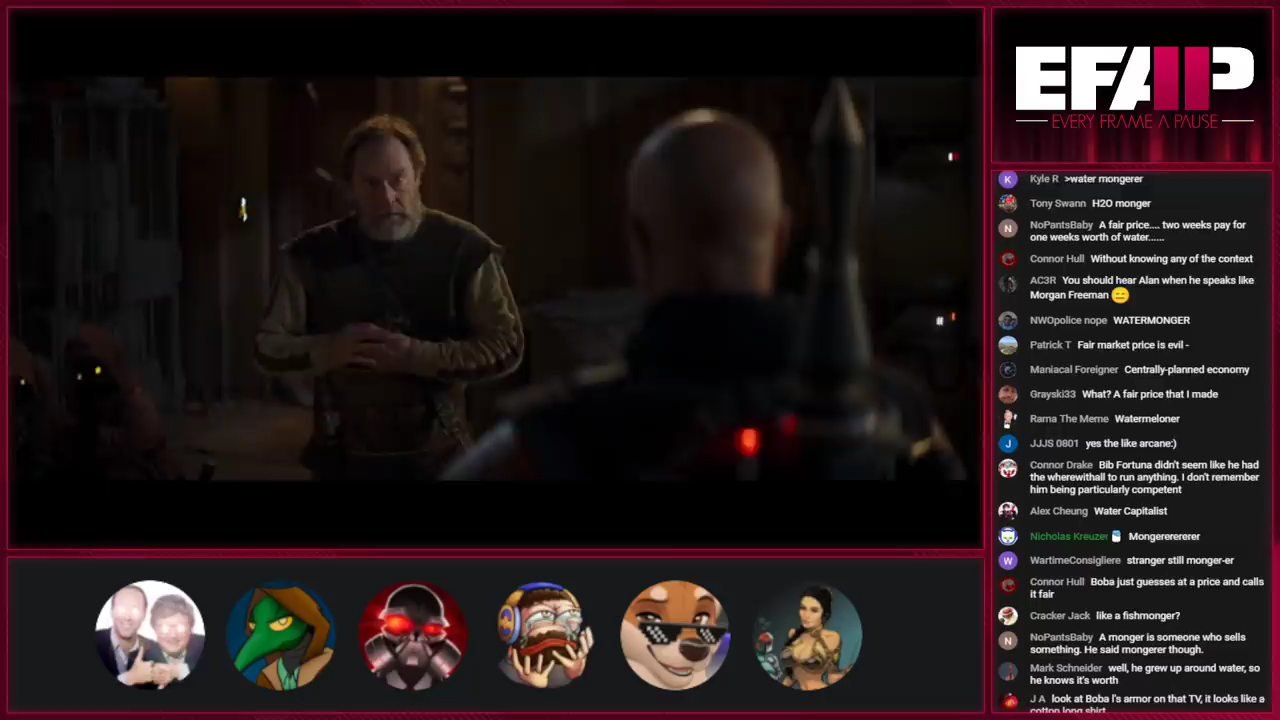 EFAP
EVERY FRAME A PAUSE
K
Kyle R >water mongerer
Tony Swann H2O monger
N
NoPantsBaby A fair price.... two weeks pay for
one weeks worth of water......
Connor Hull Without knowing any of the context
AC3R You should hear Alan when he speaks like
Morgan Freeman 😑
NWOpolice nope WATERMONGER
Patrick T Fair market price is evil -
Maniacal Foreigner Centrally-planned economy
Grayski33 What? A fair price that I made
Rama The Meme Watermeloner
J
JJJS 0801 yes the like arcane:)
Connor Drake Bib Fortuna didn't seem like he had
the wherewithall to run anything. I don't remember
him being particularly competent
Alex Cheung Water Capitalist
Nicholas Kreuzer Mongerererererer
W
WartimeConsigliere stranger still monger-er
Connor Hull Boba just guesses at a price and calls
it fair
Cracker Jack like a fishmonger?
N
NoPantsBaby A monger is someone who sells
something. He said mongerer though.
Mark Schneider well, he grew up around water, so
he knows it's worth
J A look at Boba l's armor on that TV, it looks like a
cotton long shirt